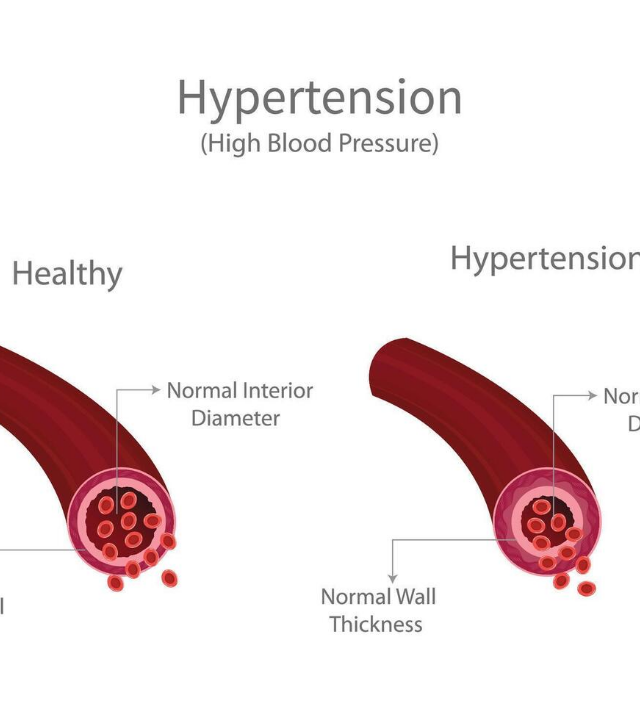 Hypertension
(High Blood Pressure)
Healthy
Hypertension
Normal Interior
Diameter
Normal Wall
Thickness